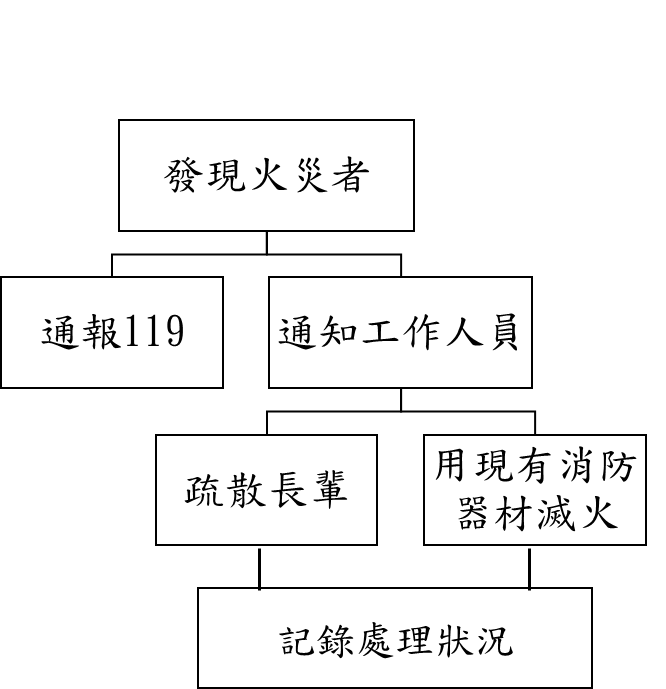 發現火災者
通報119
通知工作人員
疏散長輩
用現有消防
器材滅火
記錄處理狀況